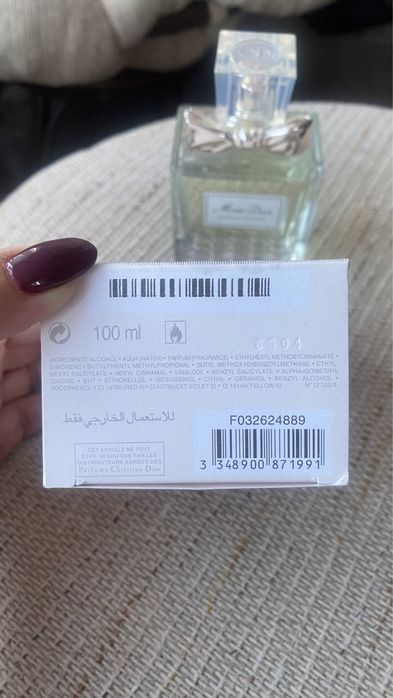 Miss Dior
100 ml
8G04
INGREDIENTS: ALCOHOL • AQUA (WATER) • PARFUM (FRAGRANCE) • ETHYLHEXYL METHOXYCINNAMATE •
LIMONENE • BUTYLPHENYL METHYLPROPIONAL • BUTYL METHOXYDIBENZOYLMETHANE • ETHYL
HEXYL SALICYLATE • HEXYL CINNAMAL • LINALOOL • BENZYL SALICYLATE • ALPHA-ISOMETHYL
IONONE • BHT • CITRONELLOL • ISOEUGENOL • CITRAL • GERANIOL • BENZYL ALCOHOL •
TOCOPHEROL • CI 14700 (RED 4) • CI 60730 (EXT VIOLET 2) • CI 19140 (YELLOW 5). N° 12103/A
للاستعمال الخارجي فقط
F032624889
CET ARTICLE NE PEUT
ÊTRE VENDU QUE PAR LES
DISTRIBUTEURS AGRÉÉS DES
Parfums Christian Dior
3 348900 871991